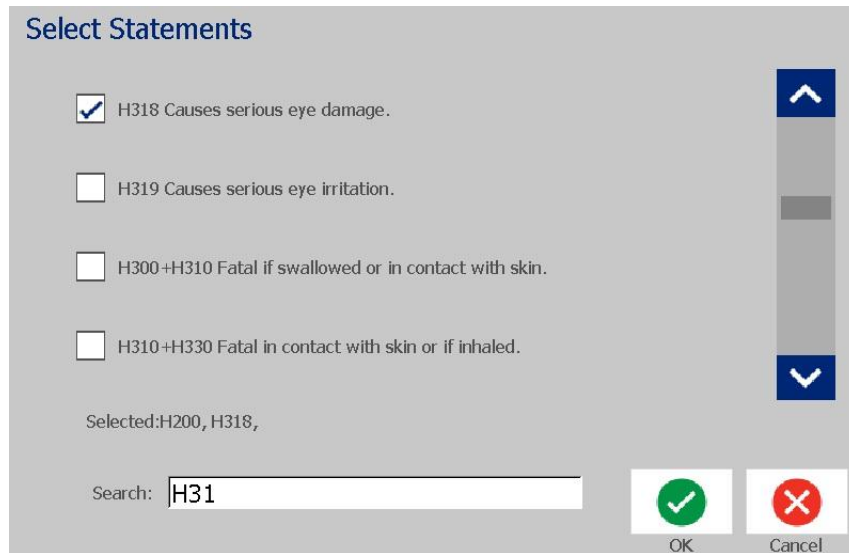 Select Statements
H318 Causes serious eye damage.
H319 Causes serious eye irritation.
H300+H310 Fatal if swallowed or in contact with skin.
H310+H330 Fatal in contact with skin or if inhaled.
Selected:H200, H318,
Search: H31
OK Cancel